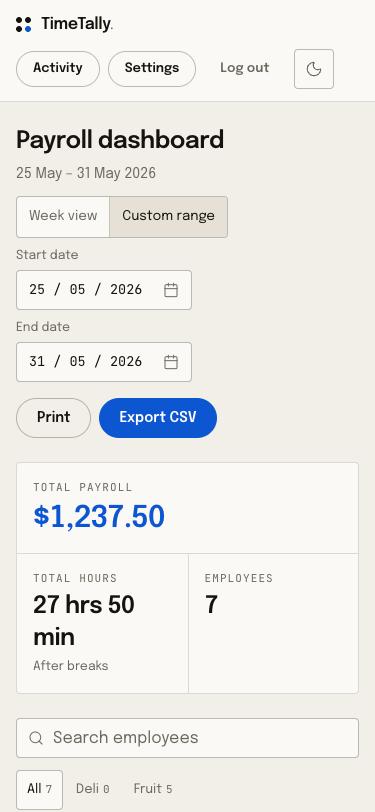 TimeTally.
Activity Settings Log out
Payroll dashboard
25 May – 31 May 2026
Week view Custom range
Start date
25 / 05 / 2026
End date
31 / 05 / 2026
Print Export CSV
TOTAL PAYROLL
$1,237.50
TOTAL HOURS EMPLOYEES
27 hrs 50 7
min
After breaks
Search employees
All 7 Deli 0 Fruit 5